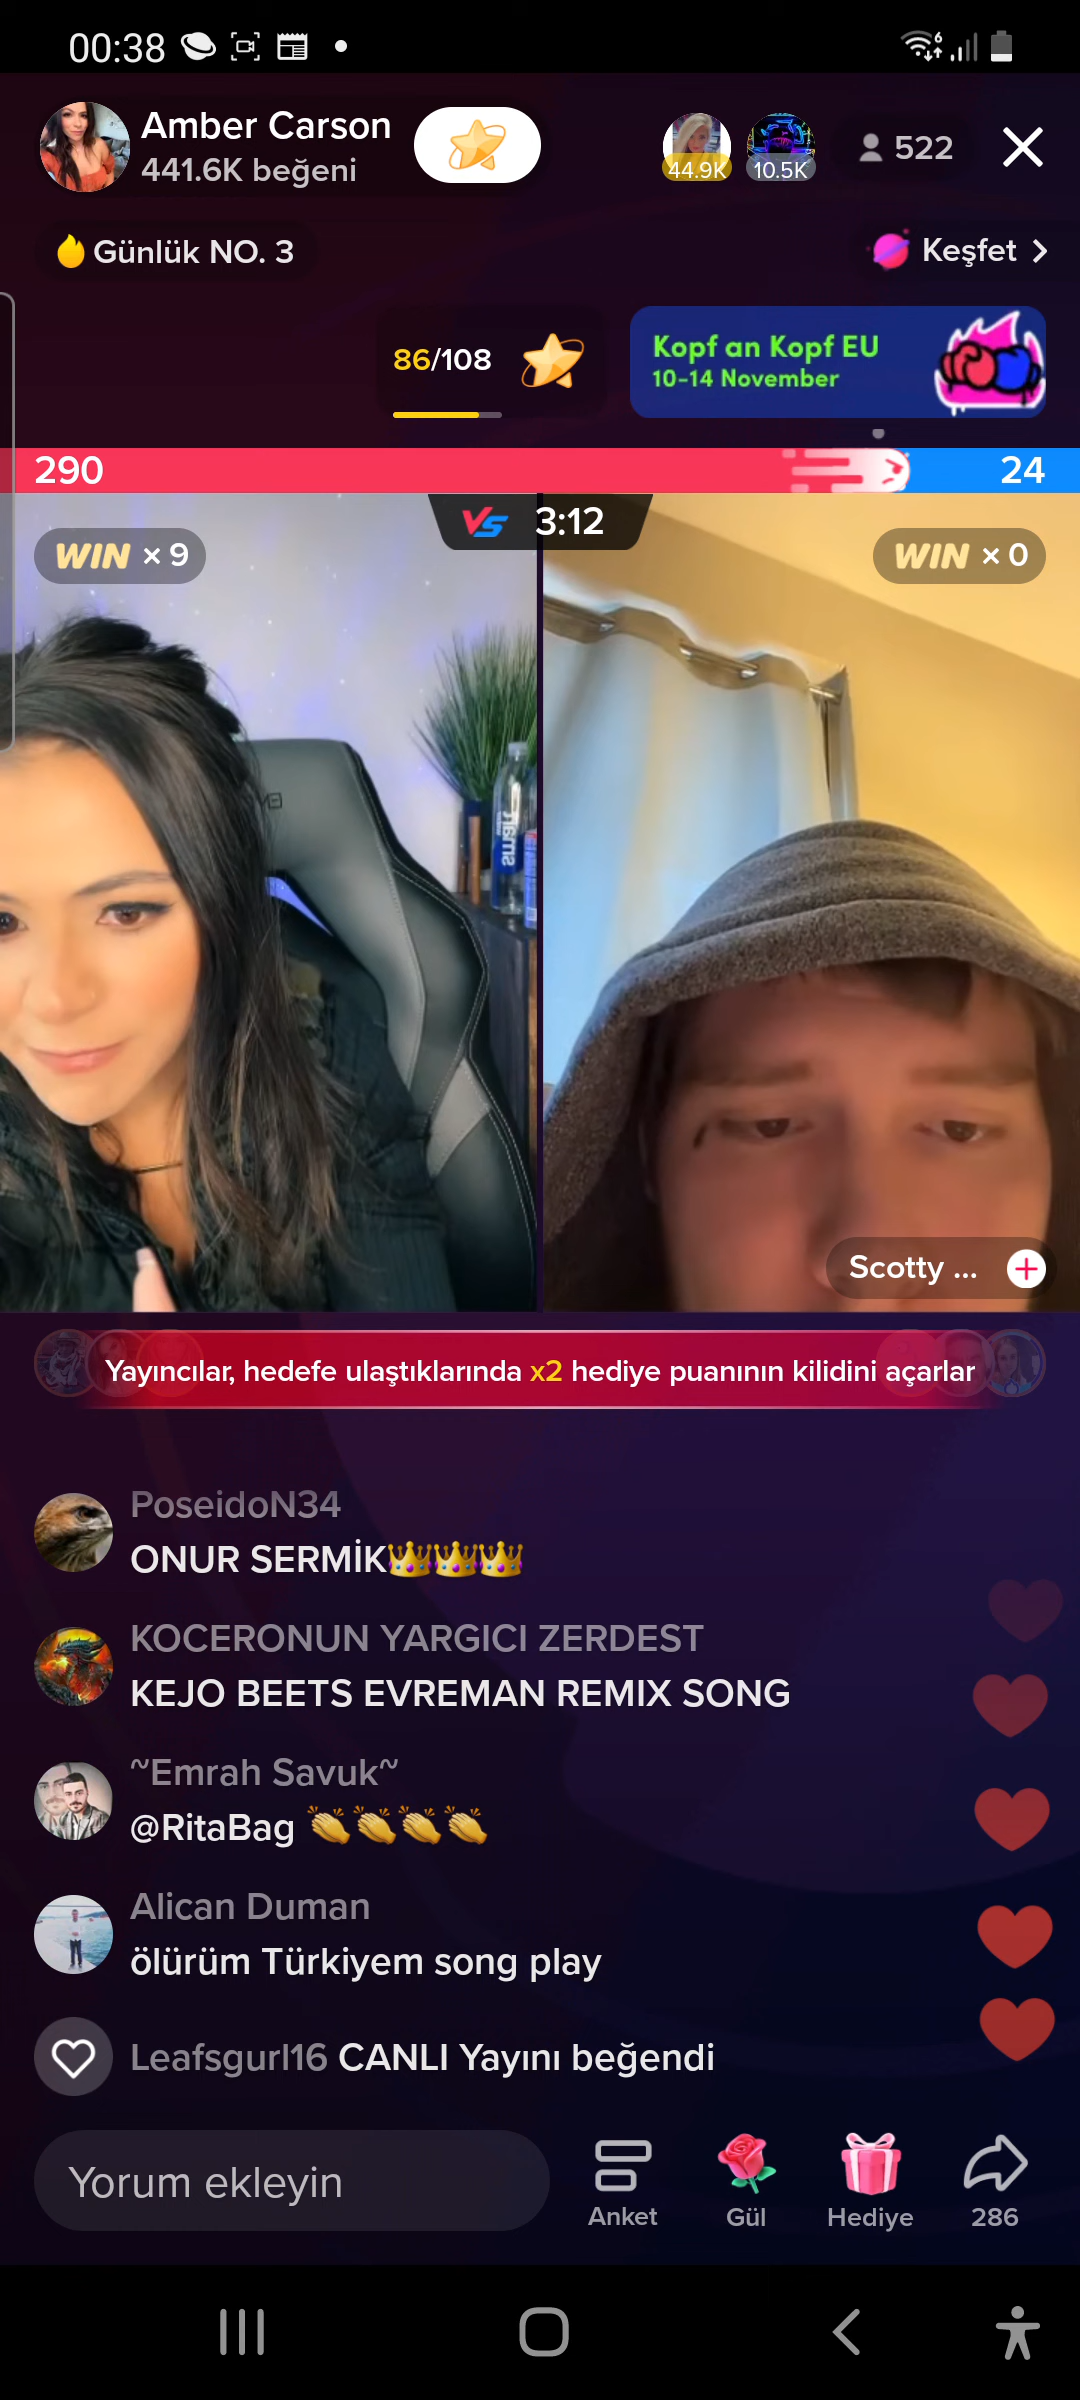 00:38
6
Amber Carson
441.6K beğeni
44.9K
10.5K
522
Günlük NO. 3
Keşfet
86/108
Kopf an Kopf EU
10-14 November
290
24
VS 3:12
WIN × 9
WIN × 0
smart
Scotty ...
Yayıncılar, hedefe ulaştıklarında x2 hediye puanının kilidini açarlar
PoseidoN34
ONUR SERMİK👑👑👑
KOCERONUN YARGICI ZERDEST
KEJO BEETS EVREMAN REMIX SONG
~Emrah Savuk~
@RitaBag 👏👏👏👏
Alican Duman
ölürüm Türkiyem song play
Leafsgurl16 CANLI Yayını beğendi
Yorum ekleyin
Anket
Gül
Hediye
286